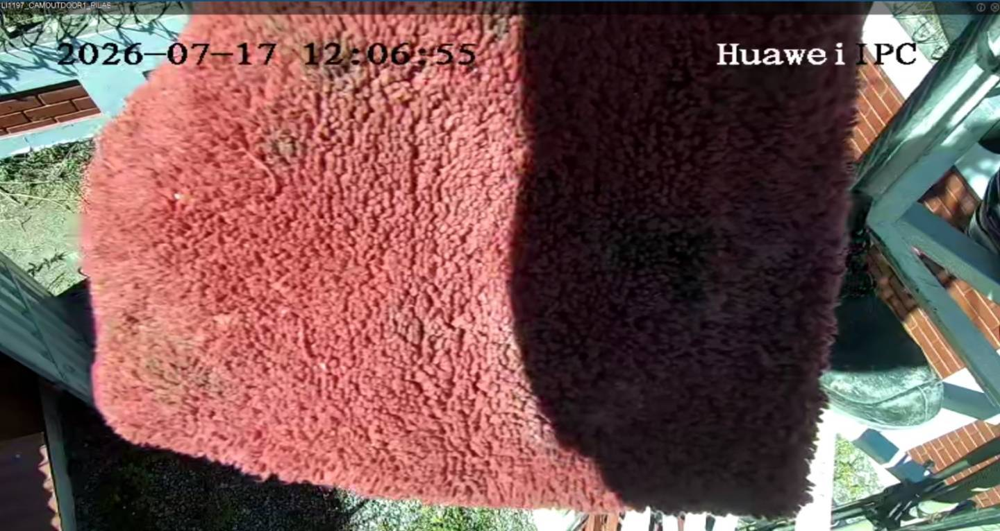 LI1197_CAMOUTDOOR1_PILAS
2026-07-17 12:06:55
Huawei IPC